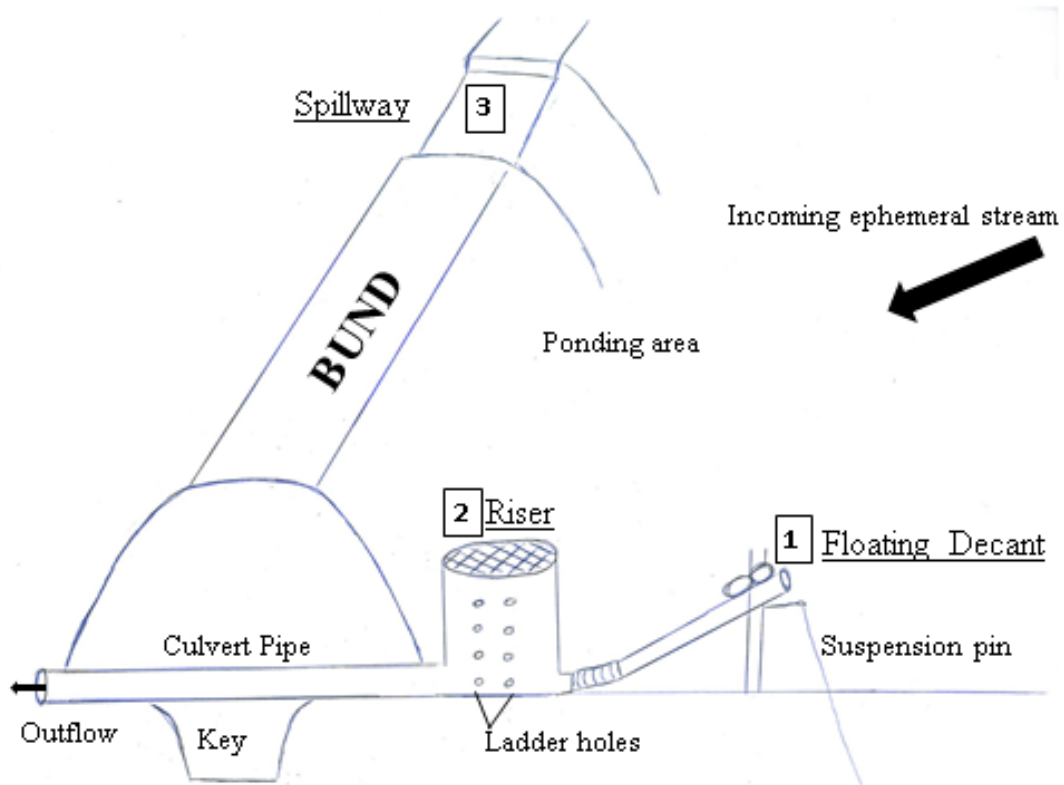 Spillway
3
Incoming ephemeral stream
BUND
Ponding area
2 Riser
1 Floating Decant
Culvert Pipe
Suspension pin
Outflow
Key
Ladder holes